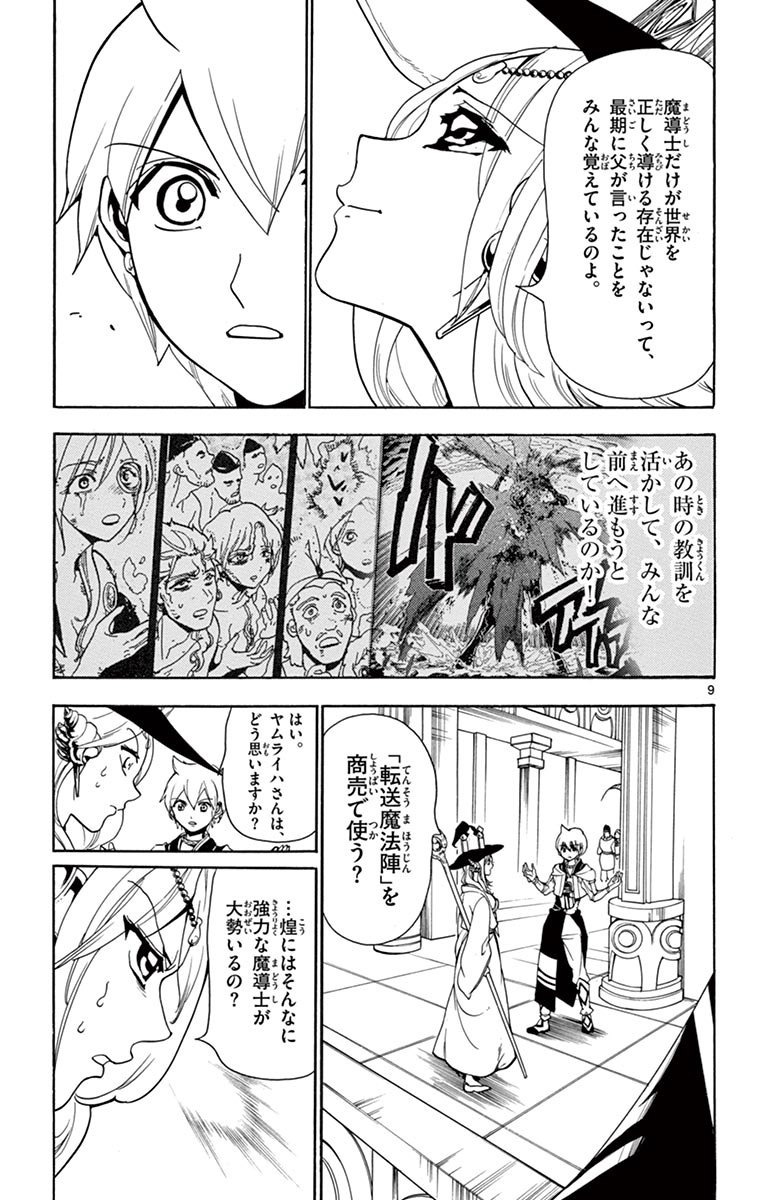 魔導士だけが世界を
正しく導ける存在じゃないって、
最期に父が言ったことを
みんな覚えているのよ。
あの時の教訓を
活かして、みんな
前へ進もうと
しているのか!
9
「転送魔法陣」を
商売で使う?
はい。
ヤムライハさんは、
どう思いますか?
…煌にはそんなに
強力な魔導士が
大勢いるの?